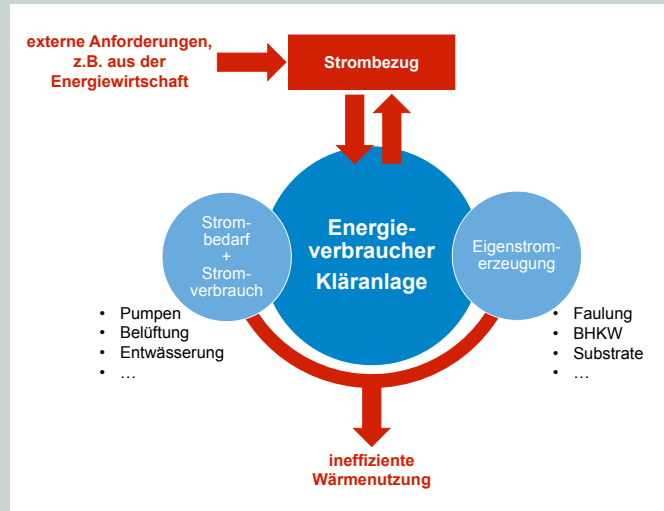 externe Anforderungen,
z.B. aus der
Energiewirtschaft
Strombezug
Strom-
bedarf
+
Strom-
verbrauch
Energie-
verbraucher
Kläranlage
Eigenstrom-
erzeugung
• Pumpen
• Belüftung
• Entwässerung
• …
• Faulung
• BHKW
• Substrate
• …
ineffiziente
Wärmenutzung